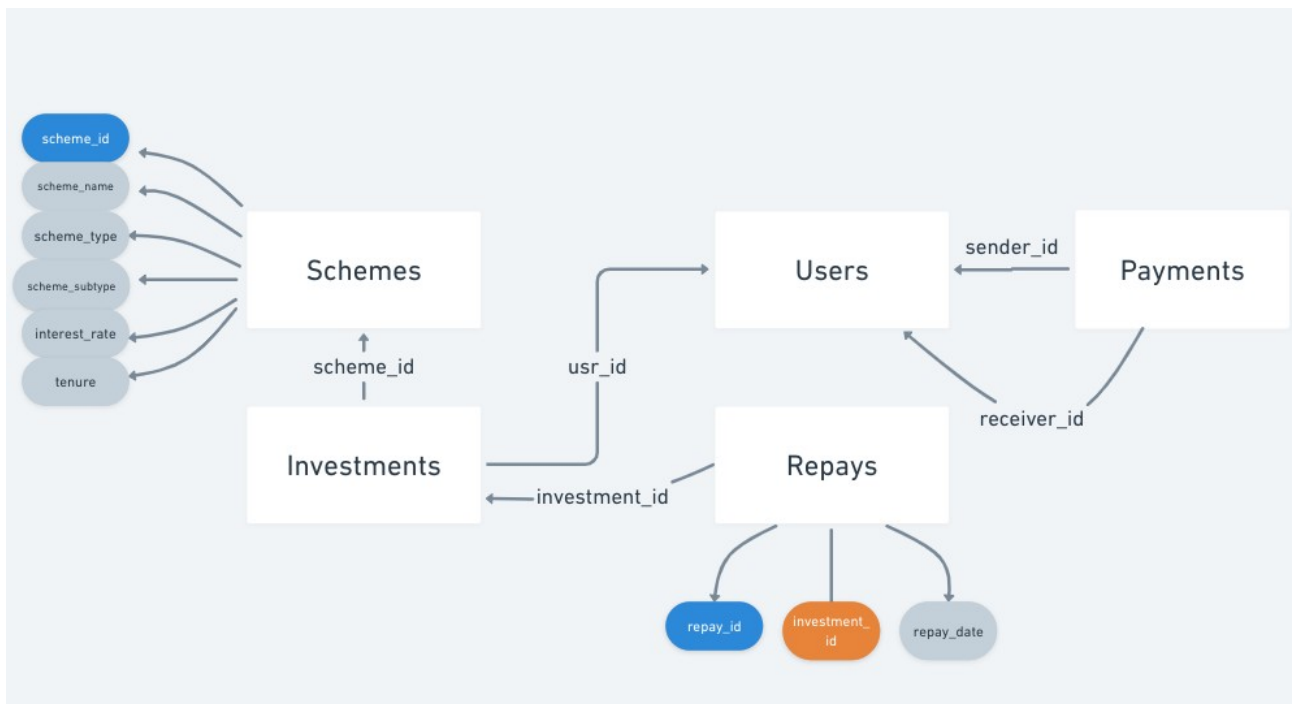 scheme_id
scheme_name
scheme_type
scheme_subtype
interest_rate
tenure
Schemes
Users
Payments
sender_id
scheme_id
usr_id
receiver_id
Investments
Repays
investment_id
repay_id
investment_
id
repay_date